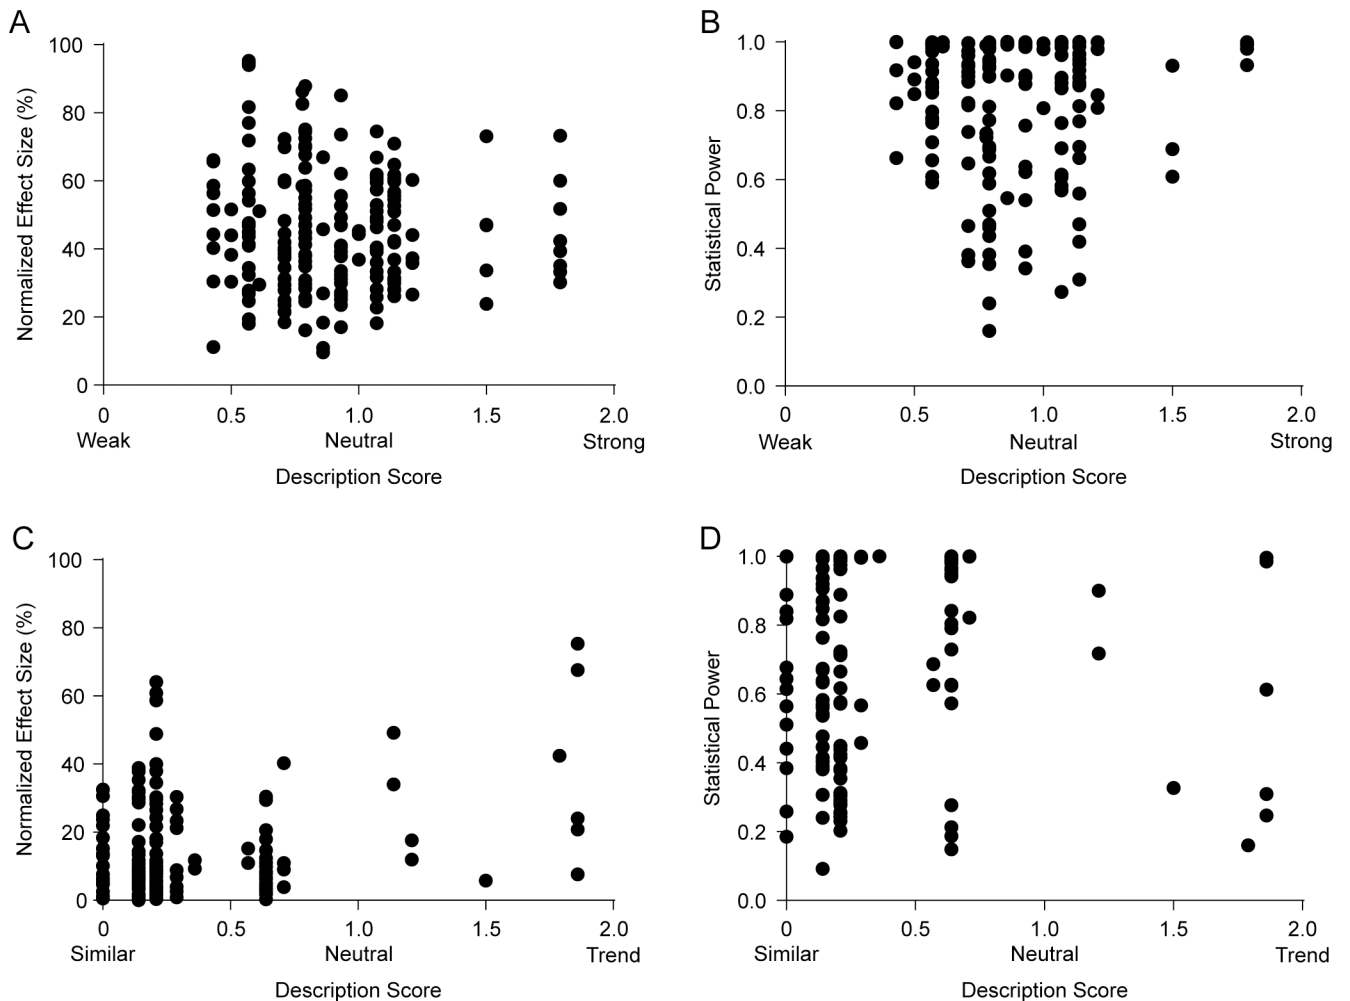 A
Normalized Effect Size (%)
100
80
60
40
20
0
0 0.5 1.0 1.5 2.0
Weak Neutral Strong
Description Score
B
Statistical Power
1.0
0.8
0.6
0.4
0.2
0.0
0 0.5 1.0 1.5 2.0
Weak Neutral Strong
Description Score
C
Normalized Effect Size (%)
100
80
60
40
20
0
0 0.5 1.0 1.5 2.0
Similar Neutral Trend
Description Score
D
Statistical Power
1.0
0.8
0.6
0.4
0.2
0.0
0 0.5 1.0 1.5 2.0
Similar Neutral Trend
Description Score